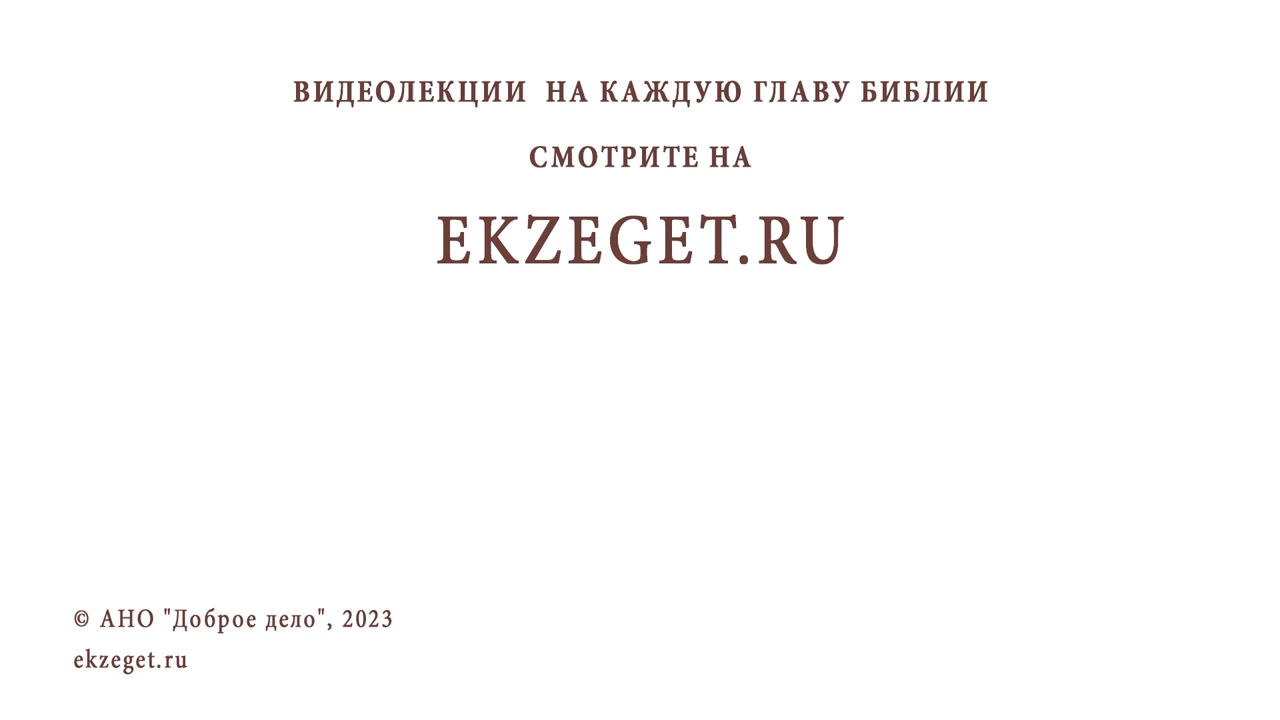 ВИДЕОЛЕКЦИИ НА КАЖДУЮ ГЛАВУ БИБЛИИ
СМОТРИТЕ НА
EKZEGET.RU
© АНО "Доброе дело", 2023
ekzeget.ru